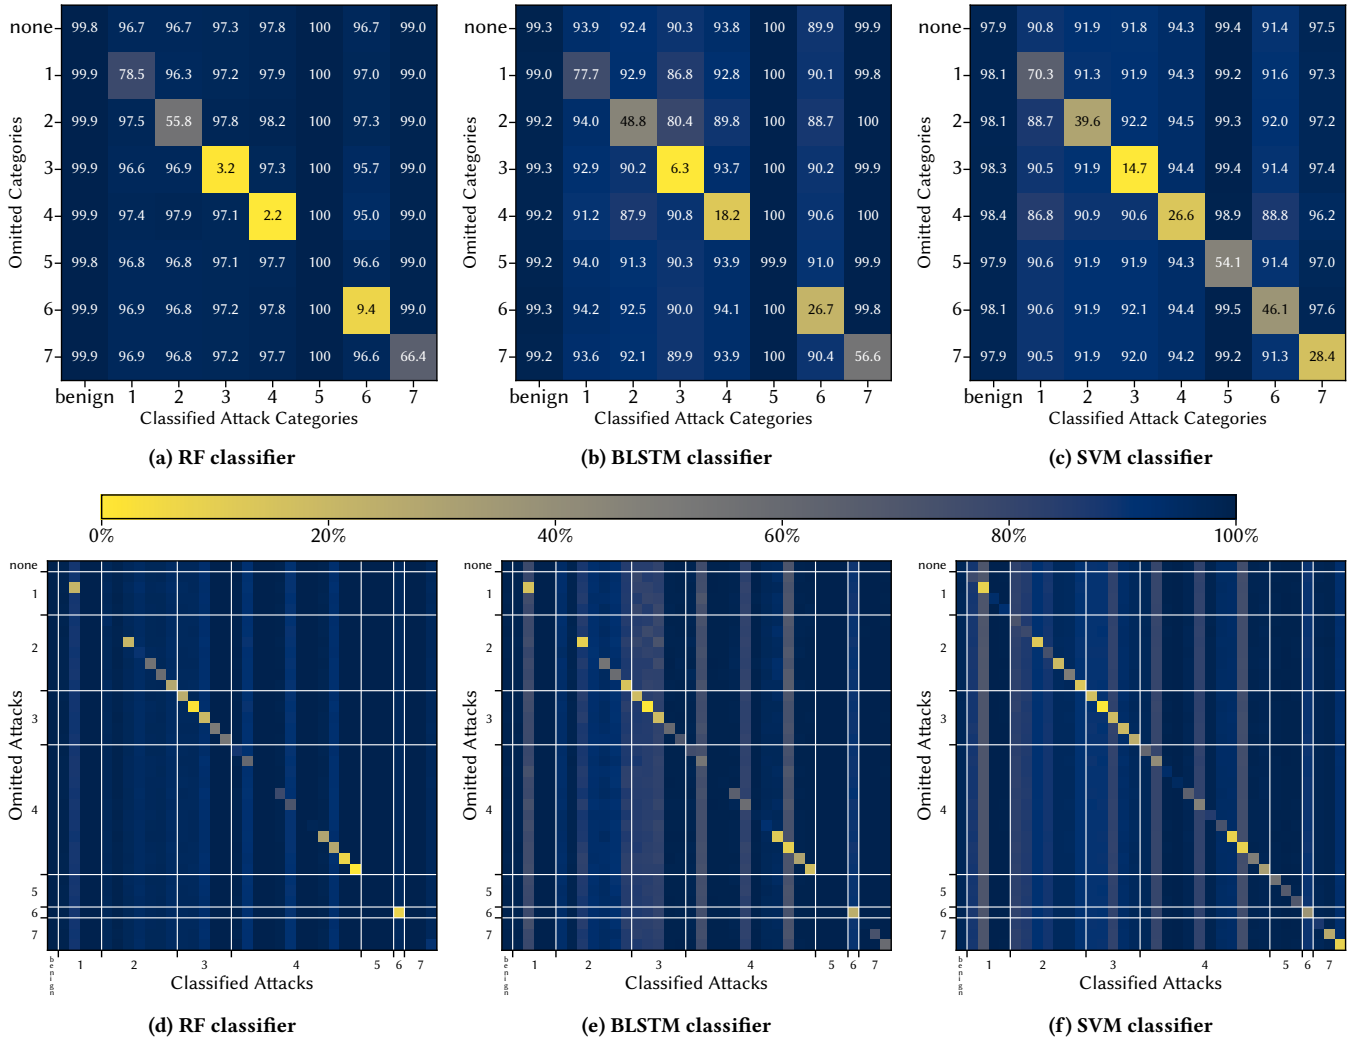 none 99.8 96.7 96.7 97.3 97.8 100 96.7 99.0
1 99.9 78.5 96.3 97.2 97.9 100 97.0 99.0
2 99.9 97.5 55.8 97.8 98.2 100 97.3 99.0
3 99.9 96.6 96.9 3.2 97.3 100 95.7 99.0
4 99.9 97.4 97.9 97.1 2.2 100 95.0 99.0
5 99.8 96.8 96.8 97.1 97.7 100 96.6 99.0
6 99.9 96.9 96.8 97.4 97.8 100 9.4 99.0
7 99.9 96.9 96.8 97.2 97.7 100 96.6 66.4
benign 1 2 3 4 5 6 7
Omitted Categories
Classified Attack Categories
(a) RF classifier
none 99.3 93.9 92.4 90.3 93.8 100 89.9 99.9
1 99.0 77.7 92.9 86.8 92.8 100 90.1 99.8
2 99.2 94.0 48.8 80.4 89.8 100 88.7 100
3 99.3 92.9 90.2 6.3 93.7 100 90.2 99.9
4 99.2 91.2 87.9 90.8 18.2 100 90.6 100
5 99.2 94.0 91.3 90.3 93.9 99.9 91.0 99.9
6 99.3 94.2 92.5 90.0 94.1 100 26.7 99.8
7 99.2 93.6 92.1 89.9 93.9 100 90.4 56.6
benign 1 2 3 4 5 6 7
Omitted Categories
Classified Attack Categories
(b) BLSTM classifier
none 97.9 90.8 91.9 91.8 94.3 99.4 91.4 97.5
1 98.1 70.3 91.3 91.9 94.3 99.2 91.6 97.3
2 98.1 88.7 39.6 92.2 94.5 99.3 92.0 97.2
3 98.3 90.5 91.9 14.7 94.4 99.4 91.4 97.4
4 98.4 86.8 90.9 90.6 26.6 98.9 88.8 96.2
5 97.9 90.6 91.9 91.9 94.3 54.1 91.4 97.0
6 98.1 90.6 91.9 92.1 94.4 99.5 46.1 97.6
7 97.9 90.5 91.9 92.0 94.2 99.2 91.3 28.4
benign 1 2 3 4 5 6 7
Omitted Categories
Classified Attack Categories
(c) SVM classifier
0% 20% 40% 60% 80% 100%
none
1
2
3
4
5
6
7
Omitted Attacks
benign 1 2 3 4 5 6 7
Classified Attacks
(d) RF classifier
none
1
2
3
4
5
6
7
Omitted Attacks
benign 1 2 3 4 5 6 7
Classified Attacks
(e) BLSTM classifier
none
1
2
3
4
5
6
7
Omitted Attacks
benign 1 2 3 4 5 6 7
Classified Attacks
(f) SVM classifier